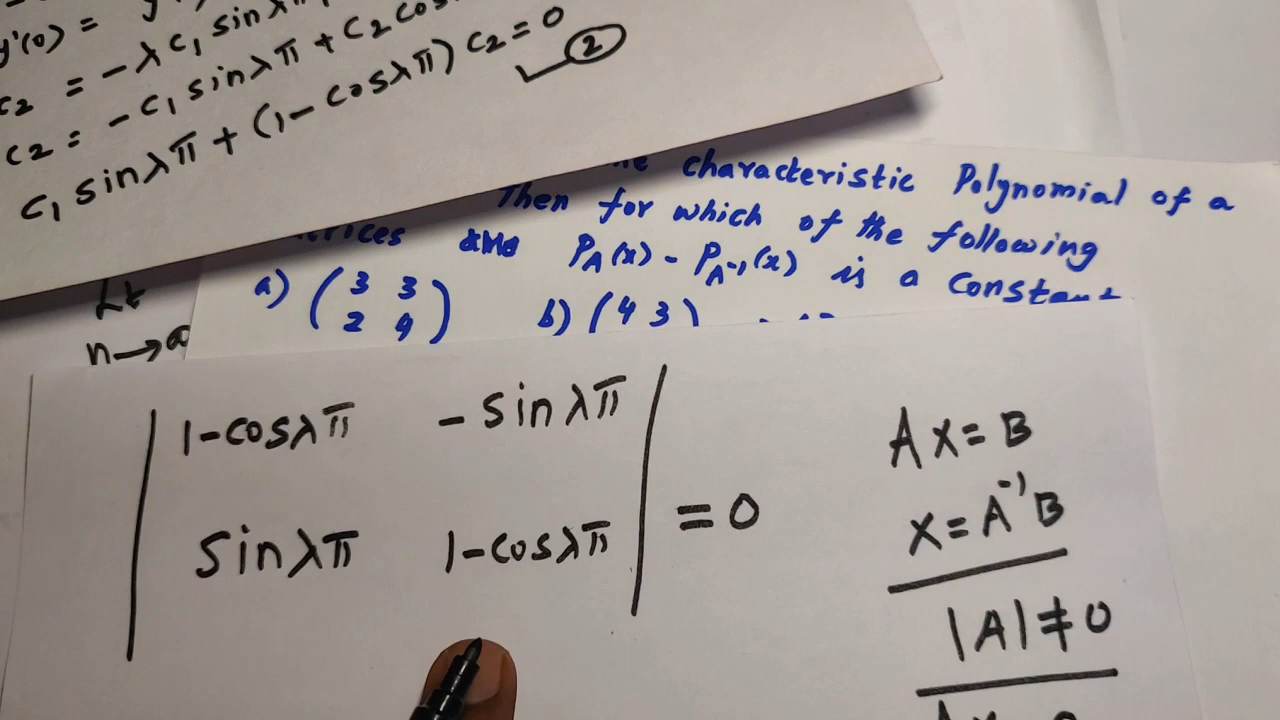 y'(0) =
c2 = -λ c1 sinλπ
c2 = -c1 sinλπ + c2 cos
c1 sinλπ + (1-cosλπ) c2 = 0
2
characteristic Polynomial of a
Then for which of the following
PA(x) - PA-1(x) is a constant
a) (3 3
2 4)
b) (4 3)
Lt
n→a
|1-cosλπ -sinλπ|
|sinλπ 1-cosλπ| = 0
Ax=B
x=A⁻¹B
|A|≠0